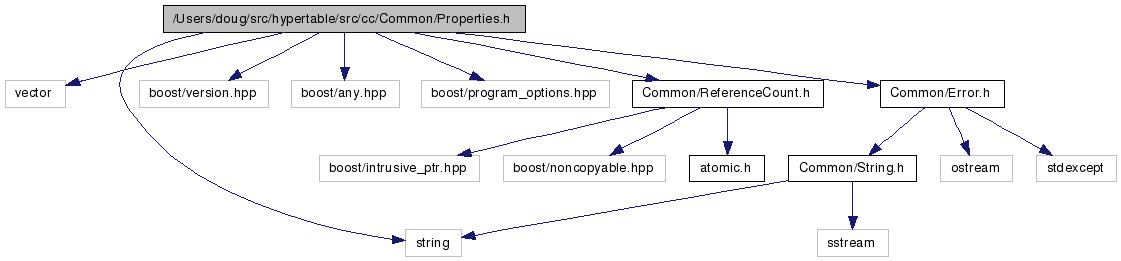 /Users/doug/src/hypertable/src/cc/Common/Properties.h
vector
boost/version.hpp
boost/any.hpp
boost/program_options.hpp
Common/ReferenceCount.h
Common/Error.h
boost/intrusive_ptr.hpp
boost/noncopyable.hpp
atomic.h
Common/String.h
ostream
stdexcept
string
sstream